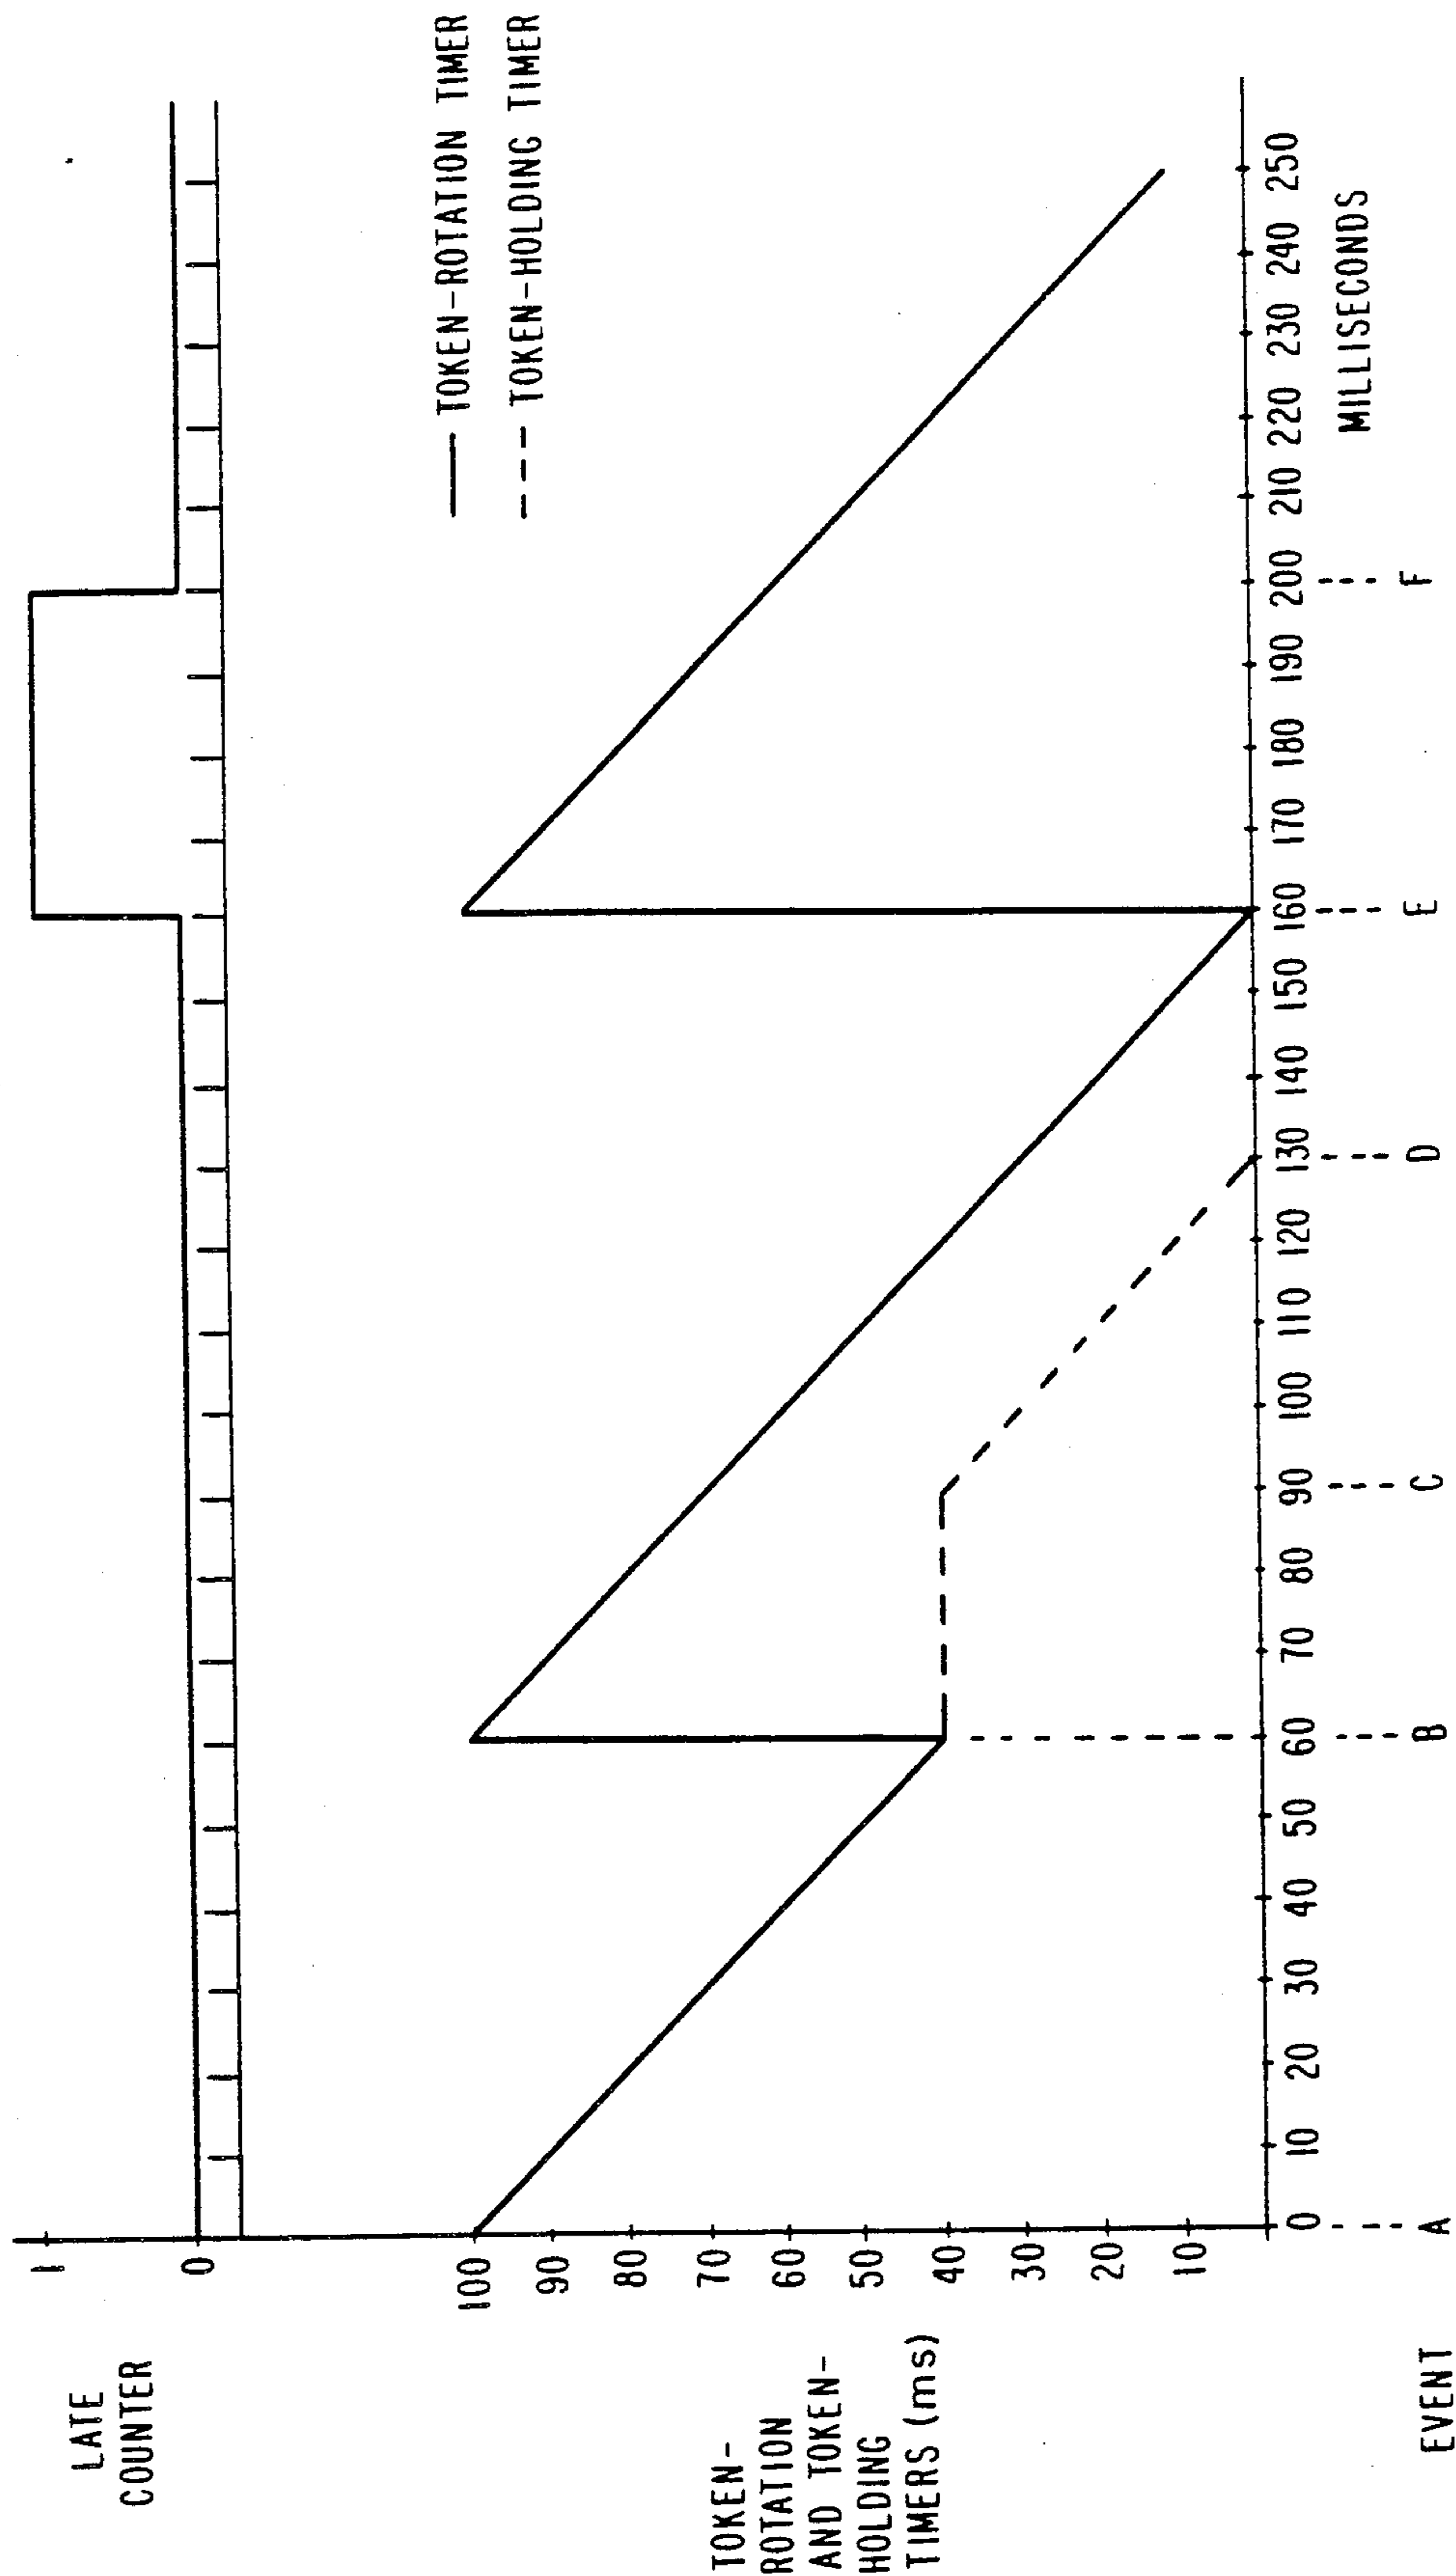 LATE
COUNTER
1
0
TOKEN-ROTATION TIMER
TOKEN-HOLDING TIMER
TOKEN-
ROTATION
AND TOKEN-
HOLDING
TIMERS (ms)
100
90
80
70
60
50
40
30
20
10
0 10 20 30 40 50 60 70 80 90 100 110 120 130 140 150 160 170 180 190 200 210 220 230 240 250
MILLISECONDS
EVENT A B C D E F